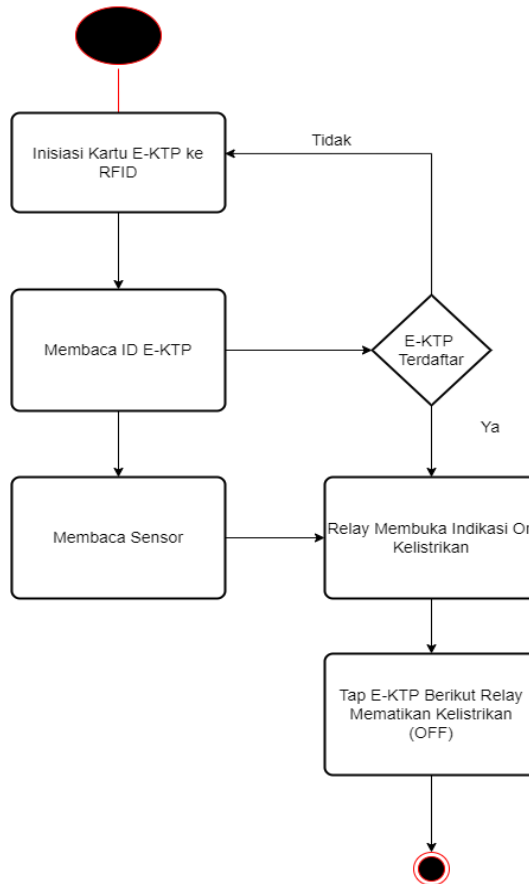 Inisiasi Kartu E-KTP ke
RFID
Tidak
Membaca ID E-KTP
E-KTP
Terdaftar
Ya
Membaca Sensor
Relay Membuka Indikasi On
Kelistrikan
Tap E-KTP Berikut Relay
Mematikan Kelistrikan
(OFF)